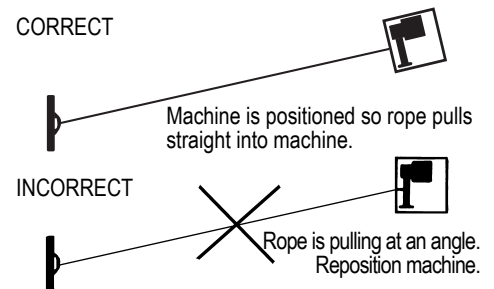 CORRECT
Machine is positioned so rope pulls
straight into machine.
INCORRECT
Rope is pulling at an angle.
Reposition machine.